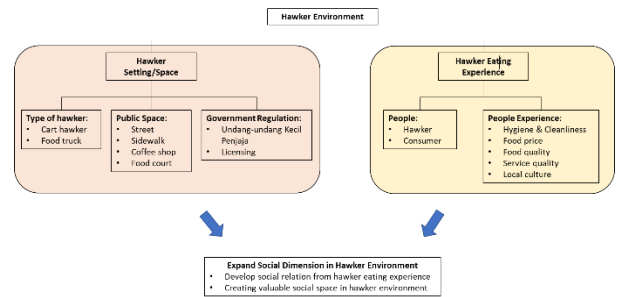 Hawker Environment
Hawker
Setting/Space
Type of hawker:
• Cart hawker
• Food truck
Public Space:
• Street
• Sidewalk
• Coffee shop
• Food court
Government Regulation:
• Undang-undang Kecil
Penjaja
• Licensing
Hawker Eating
Experience
People:
• Hawker
• Consumer
People Experience:
• Hygiene & Cleanliness
• Food price
• Food quality
• Service quality
• Local culture
Expand Social Dimension in Hawker Environment
• Develop social relation from hawker eating experience
• Creating valuable social space in hawker environment